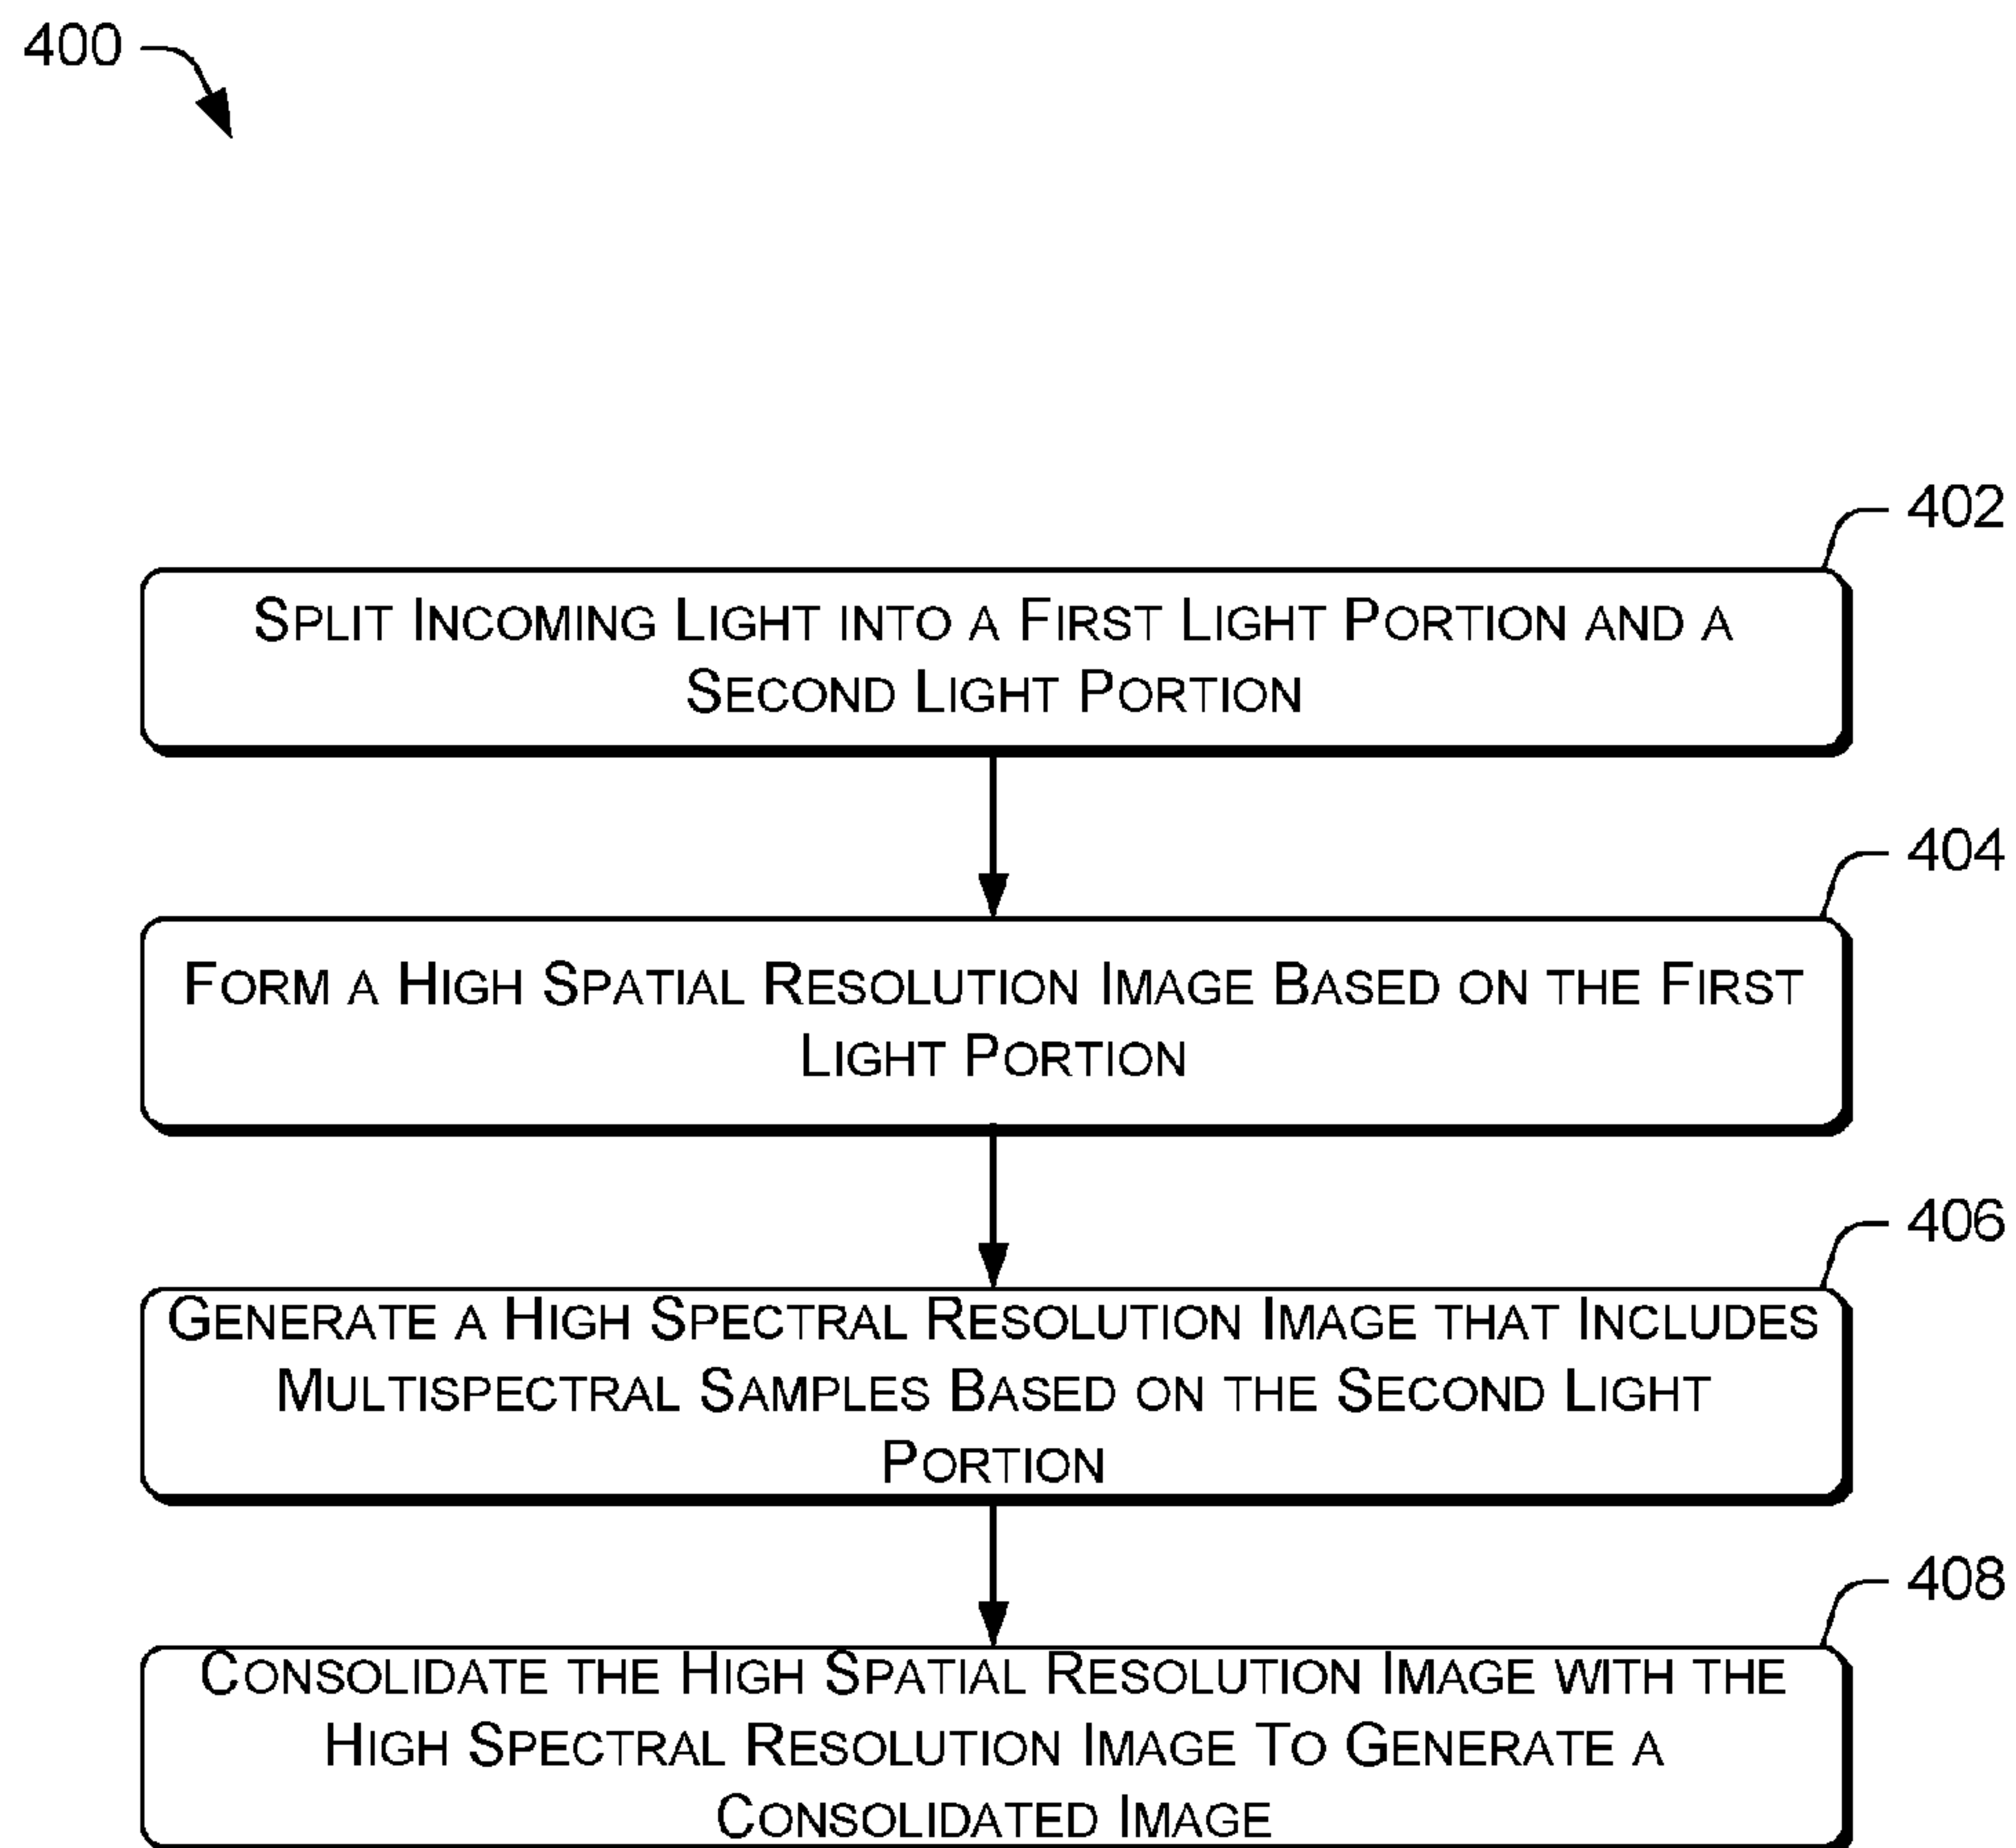 400
402
SPLIT INCOMING LIGHT INTO A FIRST LIGHT PORTION AND A
SECOND LIGHT PORTION
404
FORM A HIGH SPATIAL RESOLUTION IMAGE BASED ON THE FIRST
LIGHT PORTION
406
GENERATE A HIGH SPECTRAL RESOLUTION IMAGE THAT INCLUDES
MULTISPECTRAL SAMPLES BASED ON THE SECOND LIGHT
PORTION
408
CONSOLIDATE THE HIGH SPATIAL RESOLUTION IMAGE WITH THE
HIGH SPECTRAL RESOLUTION IMAGE TO GENERATE A
CONSOLIDATED IMAGE